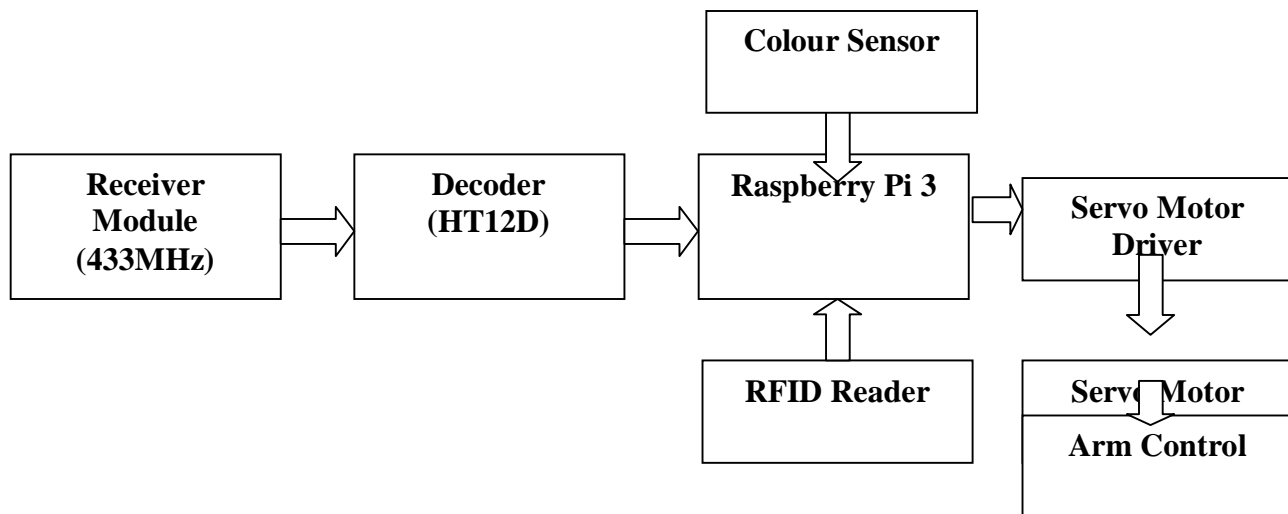 Colour Sensor
Receiver
Module
(433MHz)
Decoder
(HT12D)
Raspberry Pi 3
Servo Motor
Driver
RFID Reader
Servo Motor
Arm Control